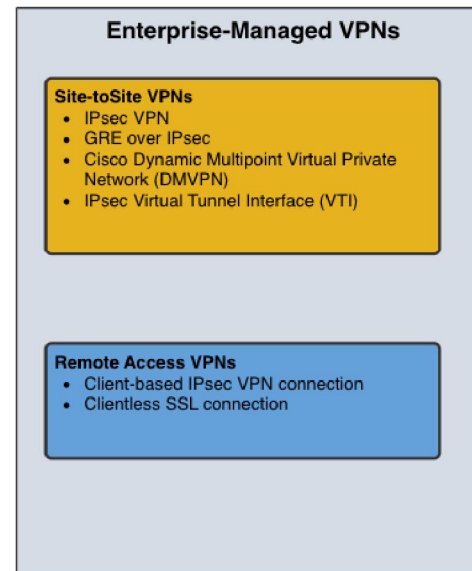 Enterprise-Managed VPNs
Site-toSite VPNs
• IPsec VPN
• GRE over IPsec
• Cisco Dynamic Multipoint Virtual Private
Network (DMVPN)
• IPsec Virtual Tunnel Interface (VTI)
Remote Access VPNs
• Client-based IPsec VPN connection
• Clientless SSL connection